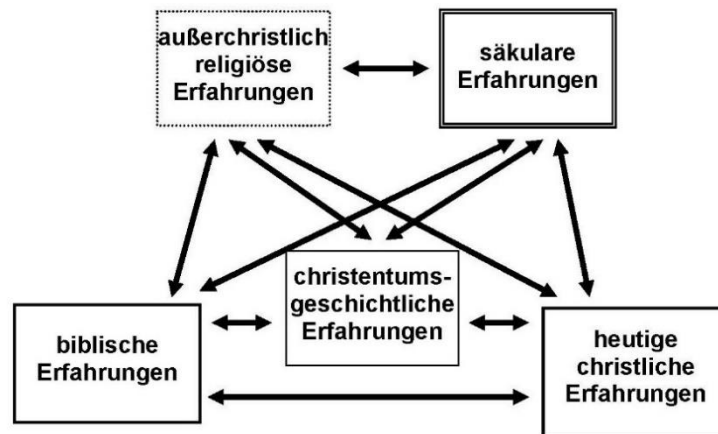 außerchristlich
religiöse
Erfahrungen
säkulare
Erfahrungen
christentums-
geschichtliche
Erfahrungen
biblische
Erfahrungen
heutige
christliche
Erfahrungen